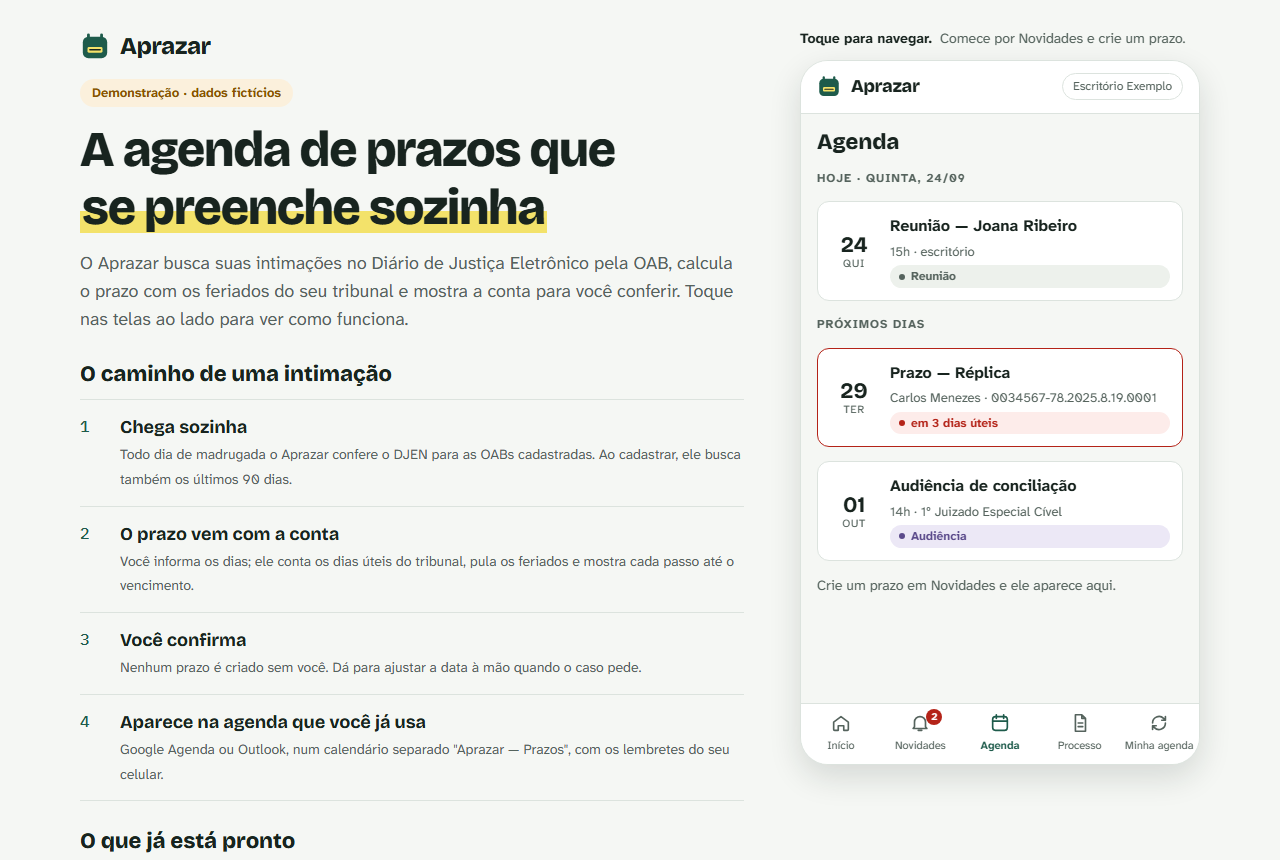 Aprazar
Demonstração · dados fictícios
A agenda de prazos que
se preenche sozinha
O Aprazar busca suas intimações no Diário de Justiça Eletrônico pela OAB, calcula
o prazo com os feriados do seu tribunal e mostra a conta para você conferir. Toque
nas telas ao lado para ver como funciona.
O caminho de uma intimação
1
Chega sozinha
Todo dia de madrugada o Aprazar confere o DJEN para as OABs cadastradas. Ao cadastrar, ele busca
também os últimos 90 dias.
2
O prazo vem com a conta
Você informa os dias; ele conta os dias úteis do tribunal, pula os feriados e mostra cada passo até o
vencimento.
3
Você confirma
Nenhum prazo é criado sem você. Dá para ajustar a data à mão quando o caso pede.
4
Aparece na agenda que você já usa
Google Agenda ou Outlook, num calendário separado "Aprazar — Prazos", com os lembretes do seu
celular.
O que já está pronto
Toque para navegar. Comece por Novidades e crie um prazo.
Aprazar
Escritório Exemplo
Agenda
HOJE · QUINTA, 24/09
24
QUI
Reunião — Joana Ribeiro
15h · escritório
Reunião
PRÓXIMOS DIAS
29
TER
Prazo — Réplica
Carlos Menezes · 0034567-78.2025.8.19.0001
em 3 dias úteis
01
OUT
Audiência de conciliação
14h · 1º Juizado Especial Cível
Audiência
Crie um prazo em Novidades e ele aparece aqui.
2
Início
Novidades
Agenda
Processo
Minha agenda